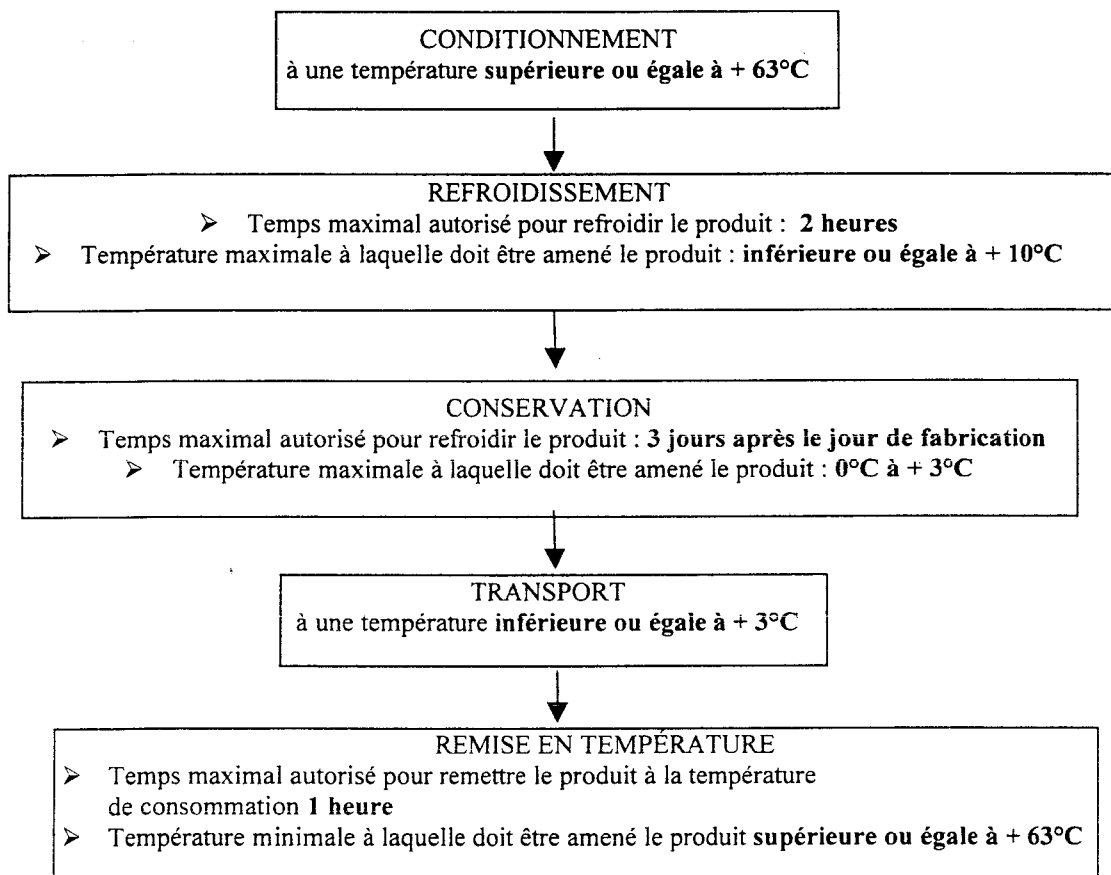 CONDITIONNEMENT
à une température supérieure ou égale à + 63°C
REFROIDISSEMENT
➢ Temps maximal autorisé pour refroidir le produit : 2 heures
➢ Température maximale à laquelle doit être amené le produit : inférieure ou égale à + 10°C
CONSERVATION
➢ Temps maximal autorisé pour refroidir le produit : 3 jours après le jour de fabrication
➢ Température maximale à laquelle doit être amené le produit : 0°C à + 3°C
TRANSPORT
à une température inférieure ou égale à + 3°C
REMISE EN TEMPÉRATURE
➢ Temps maximal autorisé pour remettre le produit à la température
de consommation 1 heure
➢ Température minimale à laquelle doit être amené le produit supérieure ou égale à + 63°C